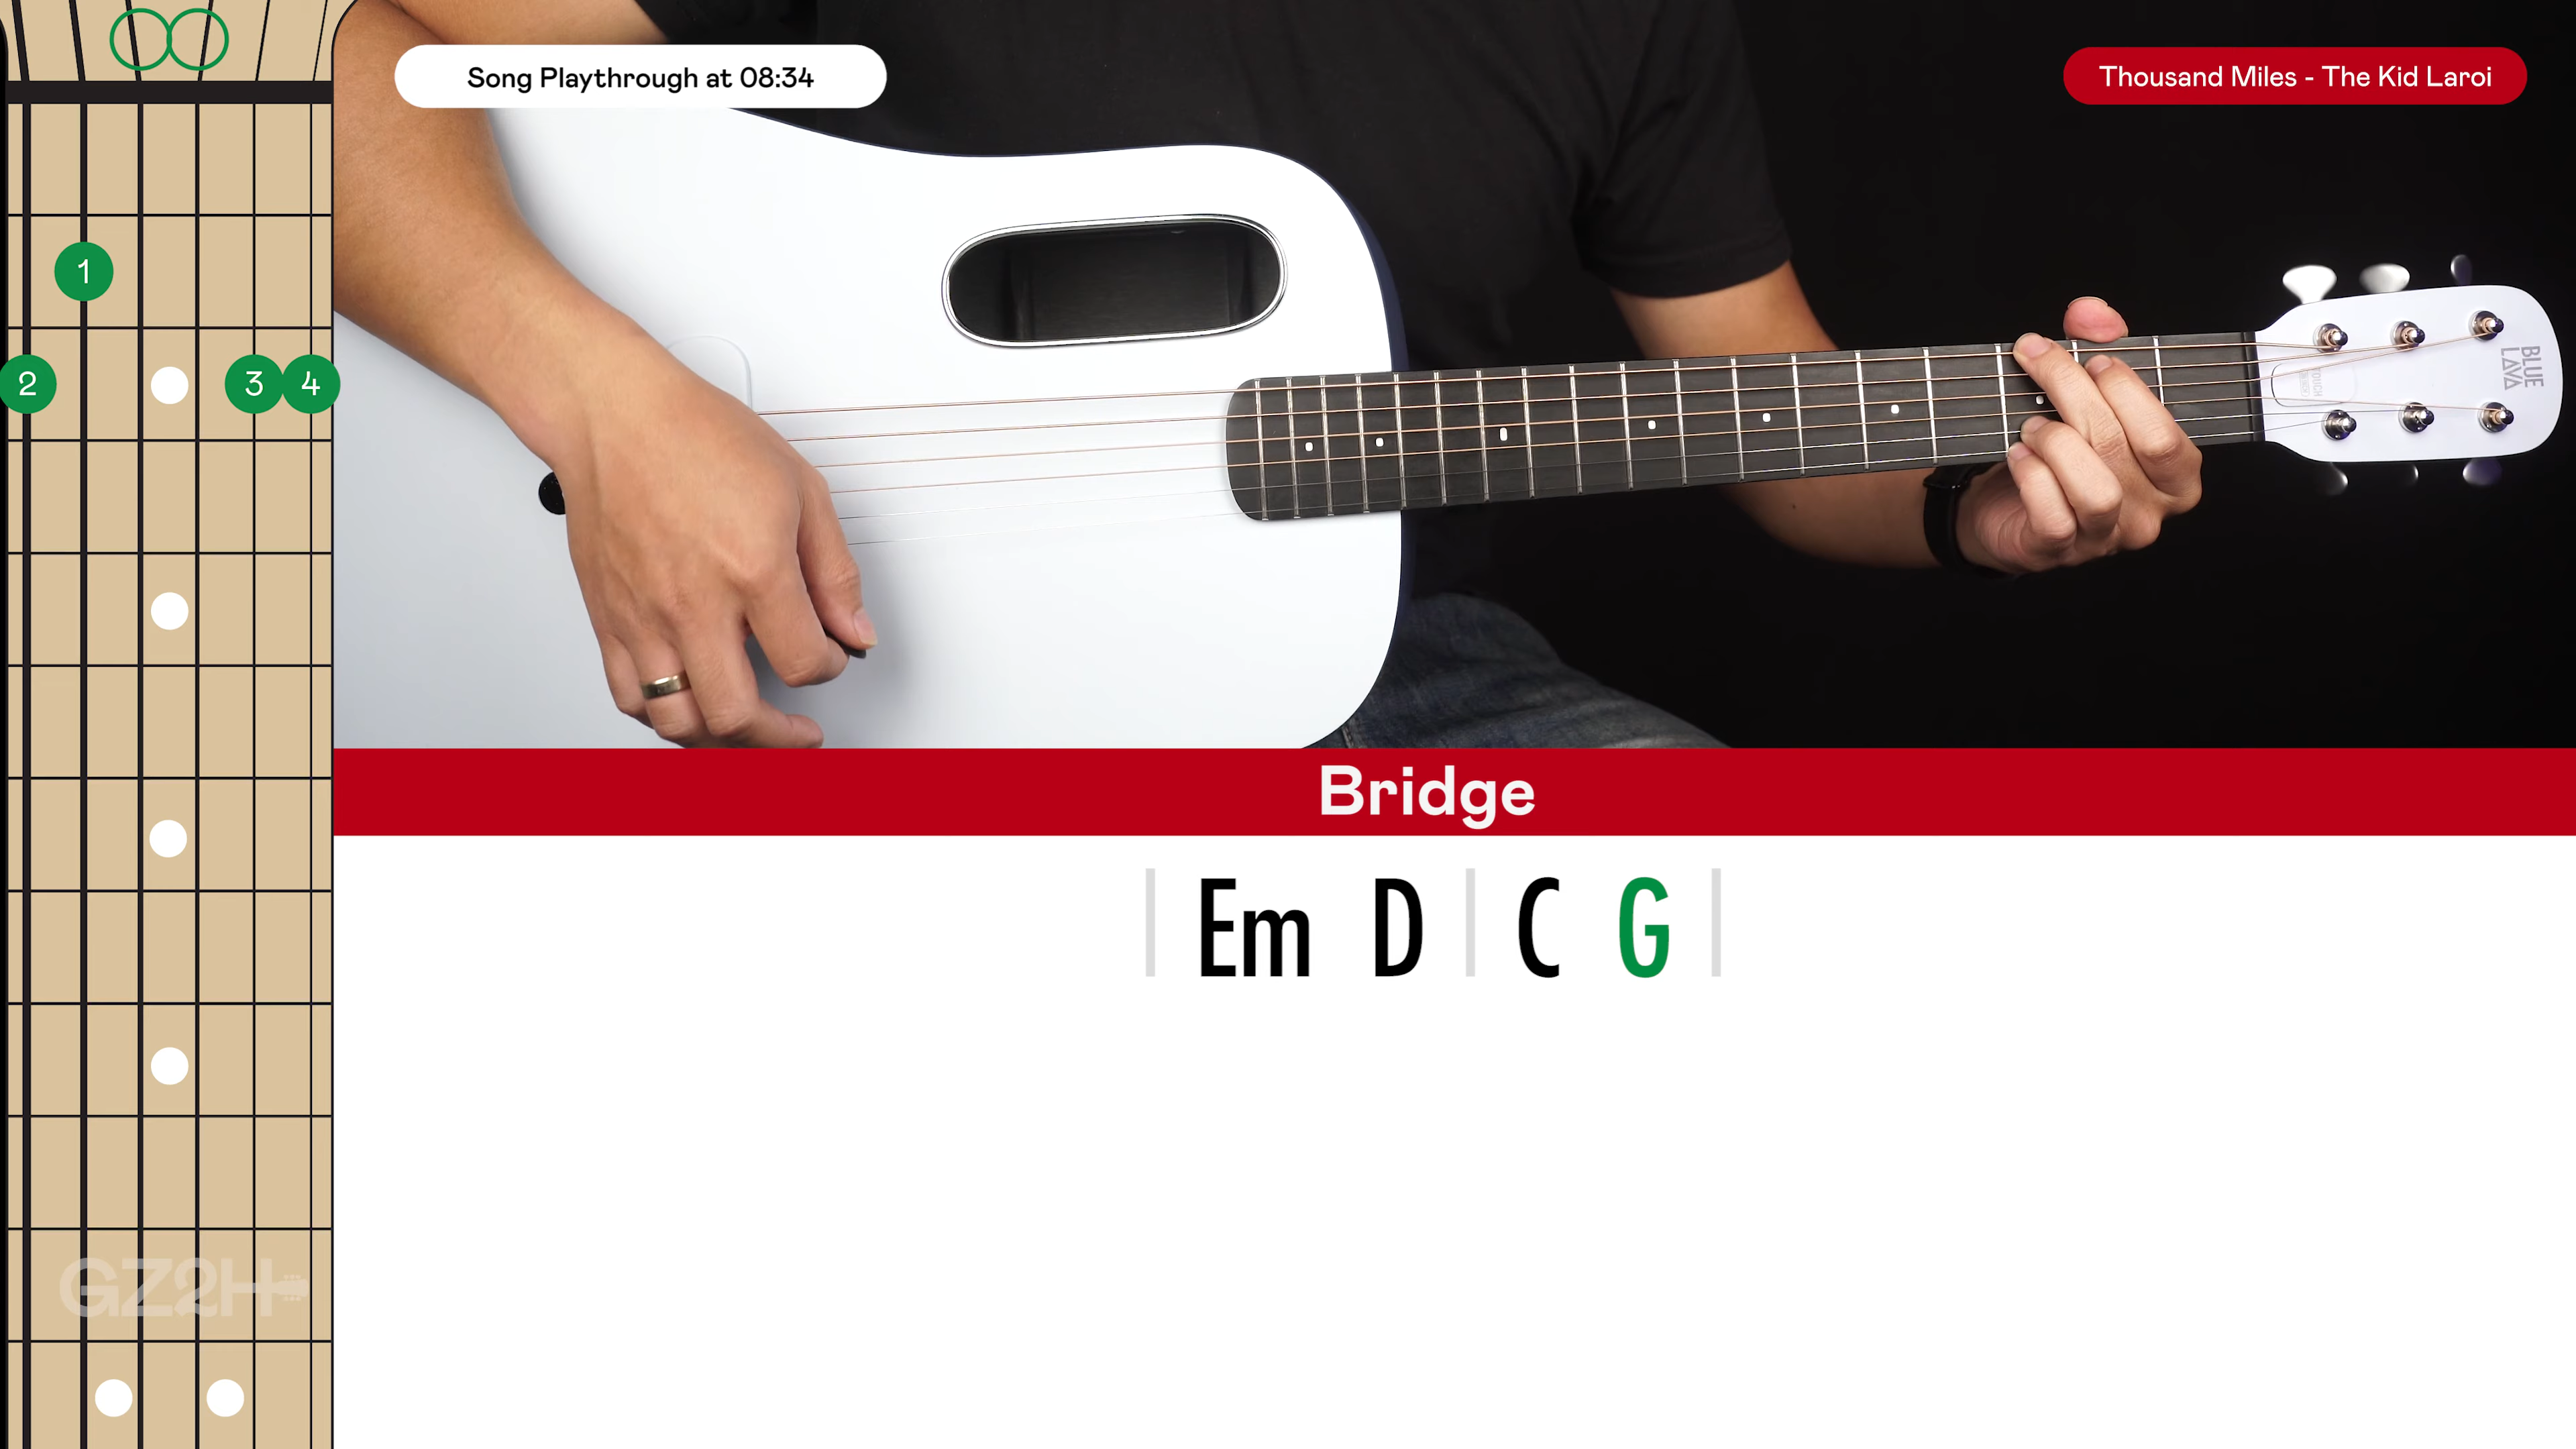 Song Playthrough at 08:34
Thousand Miles - The Kid Laroi
1
2 3 4
BLUE
LAVA
Bridge
Em D C G
GZ2H